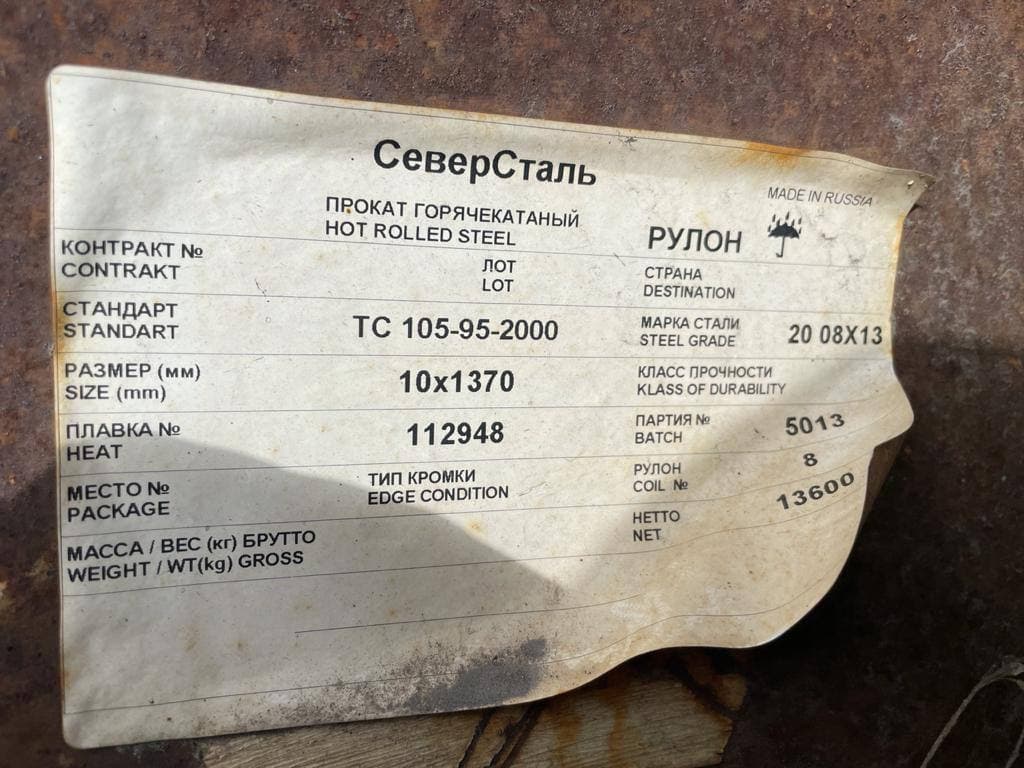 СеверСталь
MADE IN RUSSIA
ПРОКАТ ГОРЯЧЕКАТАНЫЙ
HOT ROLLED STEEL
РУЛОН
КОНТРАКТ №
CONTRAKT
ЛОТ
LOT
СТРАНА
DESTINATION
СТАНДАРТ
STANDART
ТС 105-95-2000
МАРКА СТАЛИ
STEEL GRADE
20 08Х13
РАЗМЕР (мм)
SIZE (mm)
10х1370
КЛАСС ПРОЧНОСТИ
KLASS OF DURABILITY
ПЛАВКА №
HEAT
112948
ПАРТИЯ №
BATCH
5013
МЕСТО №
PACKAGE
ТИП КРОМКИ
EDGE CONDITION
РУЛОН
COIL №
8
МАССА / ВЕС (кг) БРУТТО
WEIGHT / WT(kg) GROSS
НЕТТО
NET
13600